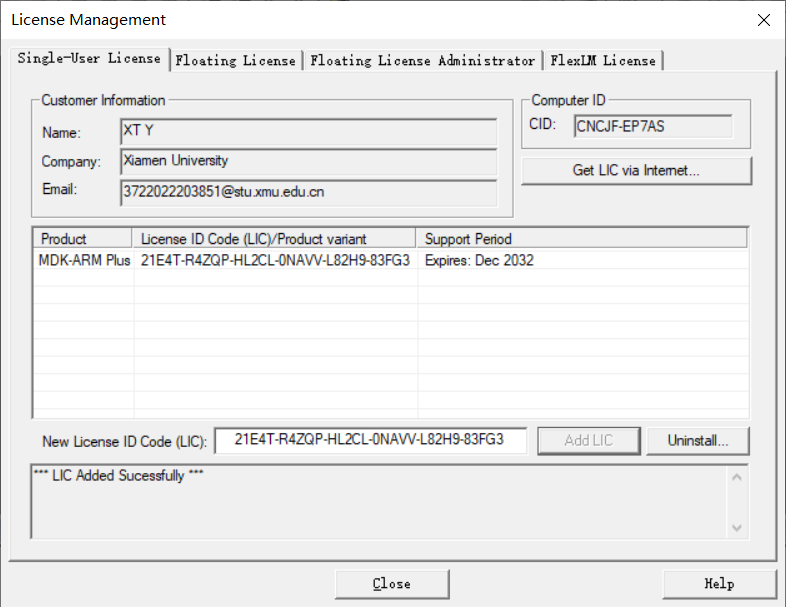 License Management
Single-User License
Floating License
Floating License Administrator
FlexLM License
Customer Information
Name:
XT Y
Company:
Xiamen University
Email:
3722022203851@stu.xmu.edu.cn
Computer ID
CID:
CNCJF-EP7AS
Get LIC via Internet...
Product
License ID Code (LIC)/Product variant
Support Period
MDK-ARM Plus
21E4T-R4ZQP-HL2CL-0NAVV-L82H9-83FG3
Expires: Dec 2032
New License ID Code (LIC):
21E4T-R4ZQP-HL2CL-0NAVV-L82H9-83FG3
Add LIC
Uninstall...
*** LIC Added Sucessfully ***
Close
Help